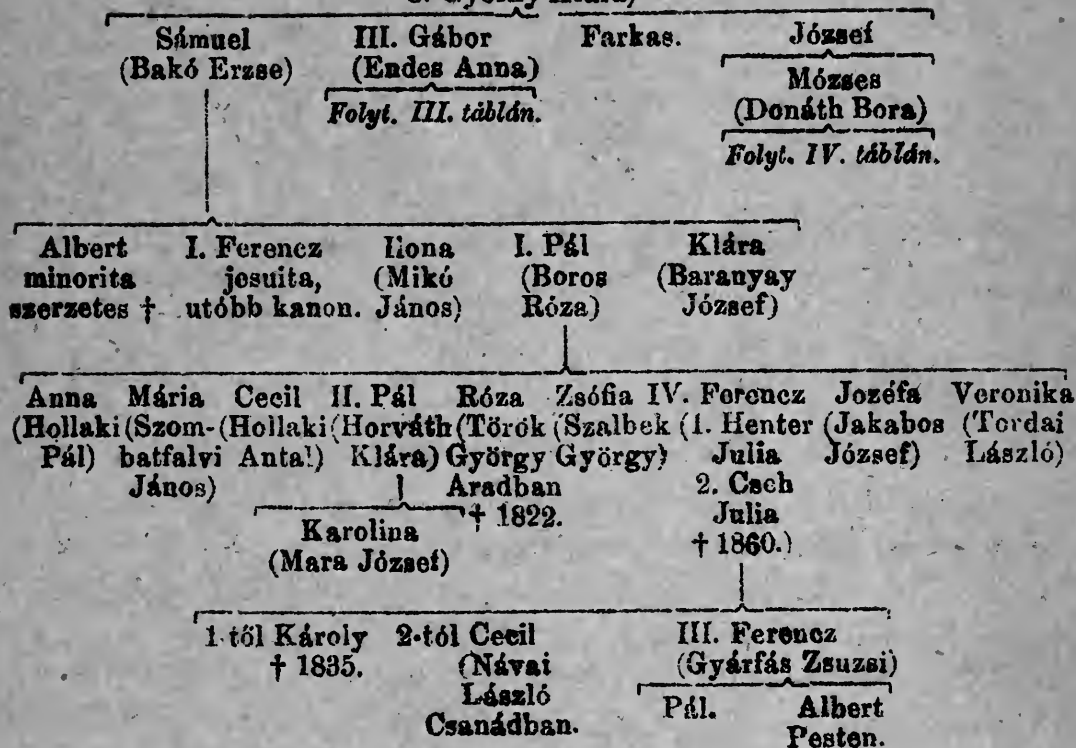 Sámuel III. Gábor Farkas. József
(Bakó Erzse) (Endes Anna) Mózses
Folyt. III. táblán. (Donáth Bora)
Folyt. IV. táblán.
Albert I. Ferencz Ilona I. Pál Klára
minorita jesuita, (Mikó (Boros (Baranyay
szerzetes † utóbb kanon. János) Róza) József)
Anna Mária Cecil II. Pál Róza Zsófia IV. Ferencz Jozéfa Veronika
(Hollaki (Szom- (Hollaki (Horváth (Török (Szalbek (1. Henter (Jakabos (Tordai
Pál) batfalvi Antal) Klára) György György) Julia József) László)
János) Aradban 2. Cseh
Karolina † 1822. Julia
(Mara József) † 1860.)
1-től Károly 2-tól Cecil III. Ferencz
† 1835. (Návai (Gyárfás Zsuzsi)
László Pál. Albert
Csanádban. Pesten.